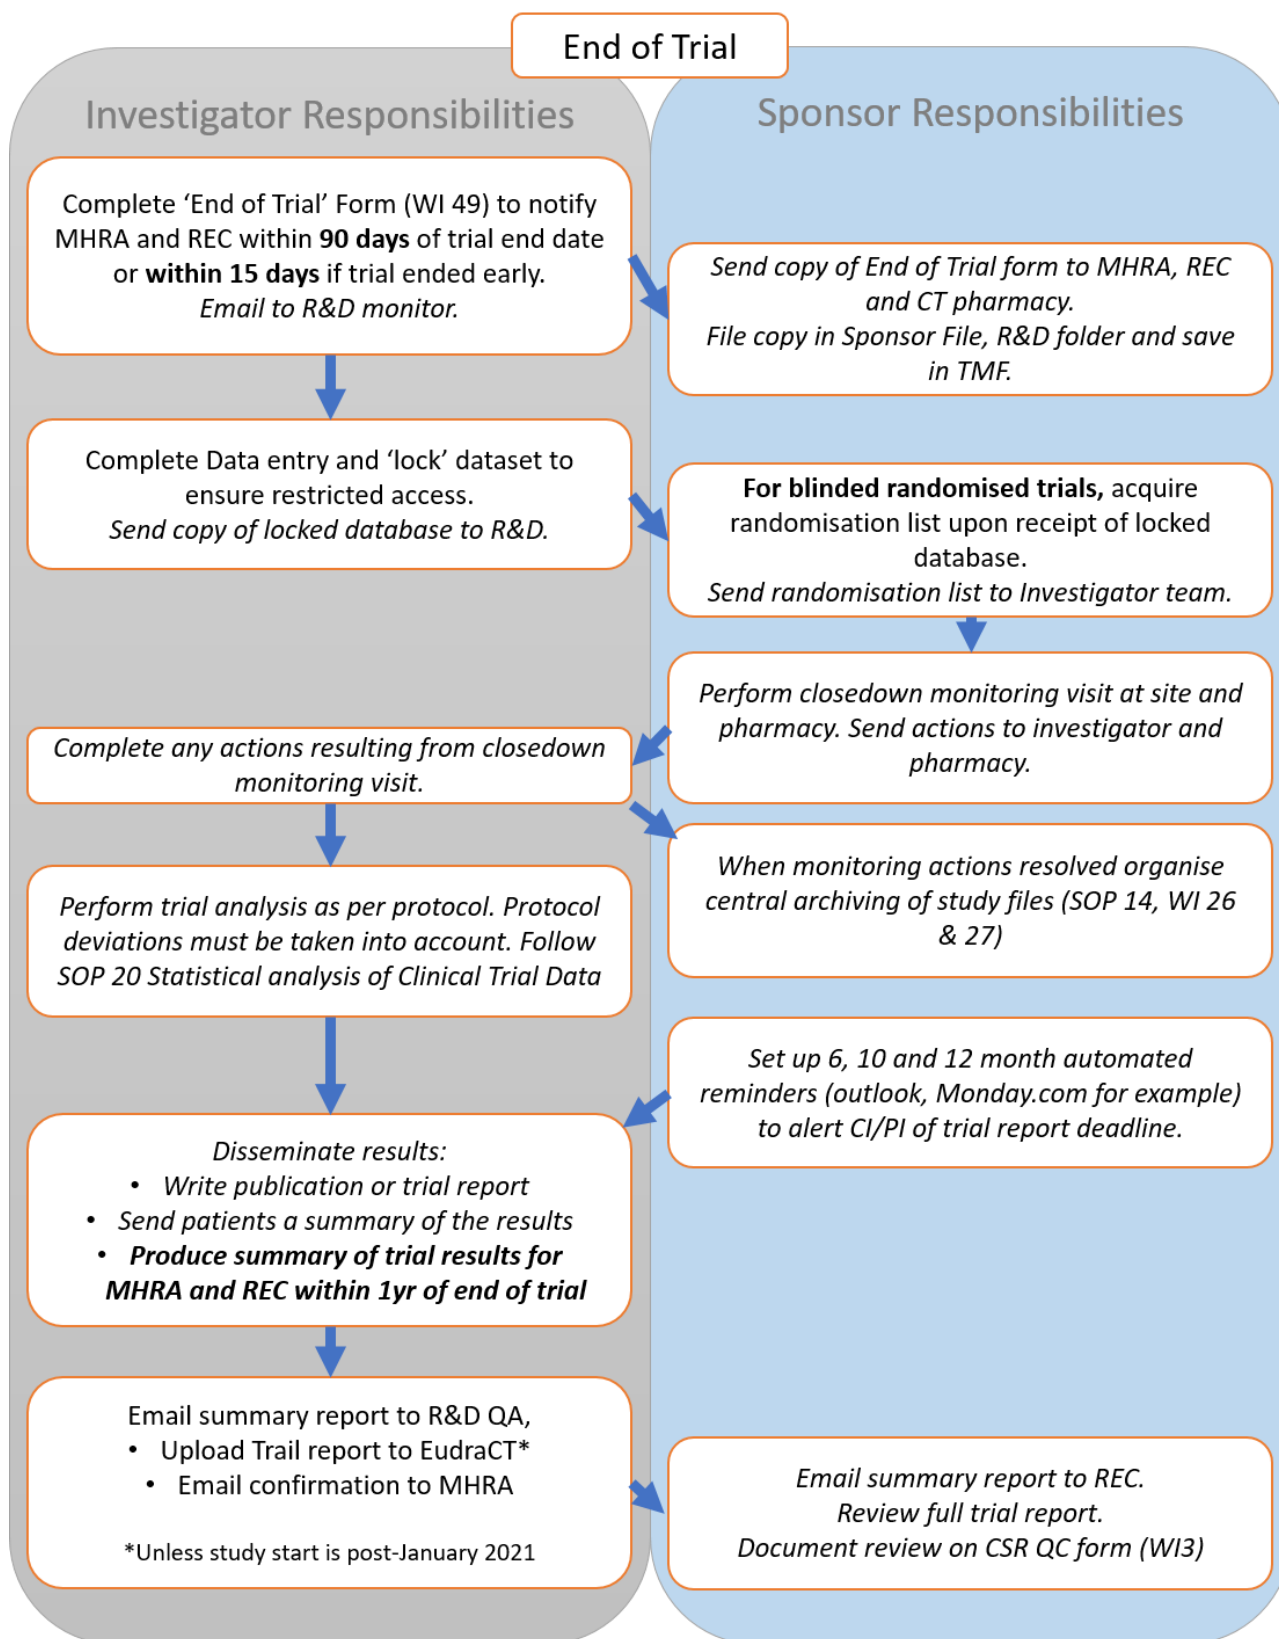 End of Trial
Investigator Responsibilities
Sponsor Responsibilities
Complete ‘End of Trial’ Form (WI 49) to notify
MHRA and REC within 90 days of trial end date
or within 15 days if trial ended early.
Email to R&D monitor.
Send copy of End of Trial form to MHRA, REC
and CT pharmacy.
File copy in Sponsor File, R&D folder and save
in TMF.
Complete Data entry and ‘lock’ dataset to
ensure restricted access.
Send copy of locked database to R&D.
For blinded randomised trials, acquire
randomisation list upon receipt of locked
database.
Send randomisation list to Investigator team.
Perform closedown monitoring visit at site and
pharmacy. Send actions to investigator and
pharmacy.
Complete any actions resulting from closedown
monitoring visit.
When monitoring actions resolved organise
central archiving of study files (SOP 14, WI 26
& 27)
Perform trial analysis as per protocol. Protocol
deviations must be taken into account. Follow
SOP 20 Statistical analysis of Clinical Trial Data
Set up 6, 10 and 12 month automated
reminders (outlook, Monday.com for example)
to alert CI/PI of trial report deadline.
Disseminate results:
• Write publication or trial report
• Send patients a summary of the results
• Produce summary of trial results for
MHRA and REC within 1yr of end of trial
Email summary report to R&D QA,
• Upload Trail report to EudraCT*
• Email confirmation to MHRA
*Unless study start is post-January 2021
Email summary report to REC.
Review full trial report.
Document review on CSR QC form (WI3)